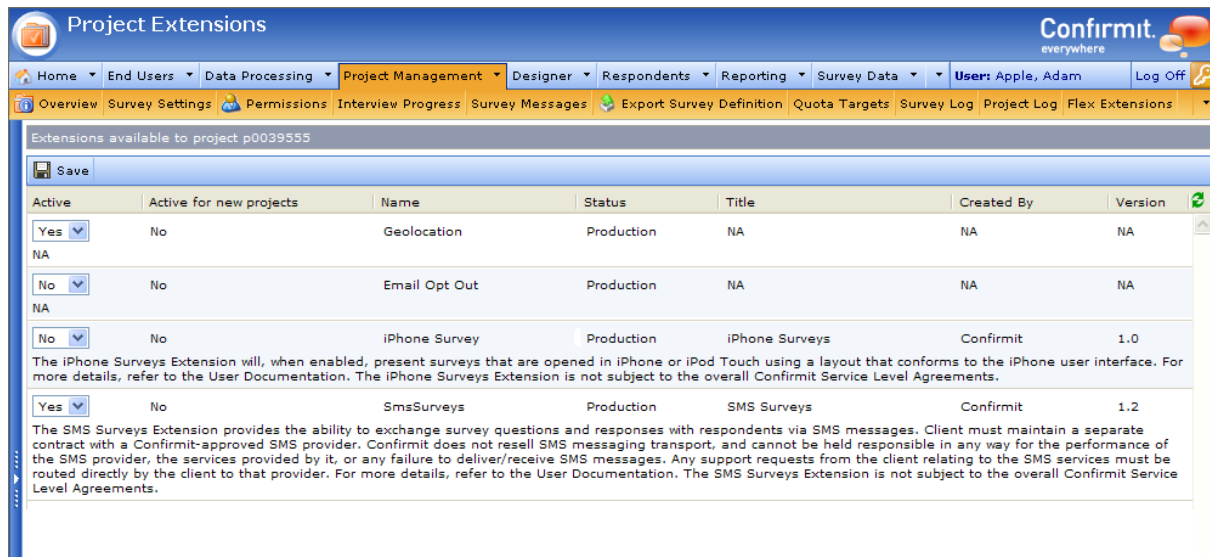 Project Extensions
Confirmit.
everywhere
Home End Users Data Processing Project Management Designer Respondents Reporting Survey Data User: Apple, Adam Log Off
Overview Survey Settings Permissions Interview Progress Survey Messages Export Survey Definition Quota Targets Survey Log Project Log Flex Extensions
Extensions available to project p0039555
Save
Active Active for new projects Name Status Title Created By Version
Yes No Geolocation Production NA NA NA
NA
No No Email Opt Out Production NA NA NA
NA
No No iPhone Survey Production iPhone Surveys Confirmit 1.0
The iPhone Surveys Extension will, when enabled, present surveys that are opened in iPhone or iPod Touch using a layout that conforms to the iPhone user interface. For
more details, refer to the User Documentation. The iPhone Surveys Extension is not subject to the overall Confirmit Service Level Agreements.
Yes No SmsSurveys Production SMS Surveys Confirmit 1.2
The SMS Surveys Extension provides the ability to exchange survey questions and responses with respondents via SMS messages. Client must maintain a separate
contract with a Confirmit-approved SMS provider. Confirmit does not resell SMS messaging transport, and cannot be held responsible in any way for the performance of
the SMS provider, the services provided by it, or any failure to deliver/receive SMS messages. Any support requests from the client relating to the SMS services must be
routed directly by the client to that provider. For more details, refer to the User Documentation. The SMS Surveys Extension is not subject to the overall Confirmit Service
Level Agreements.